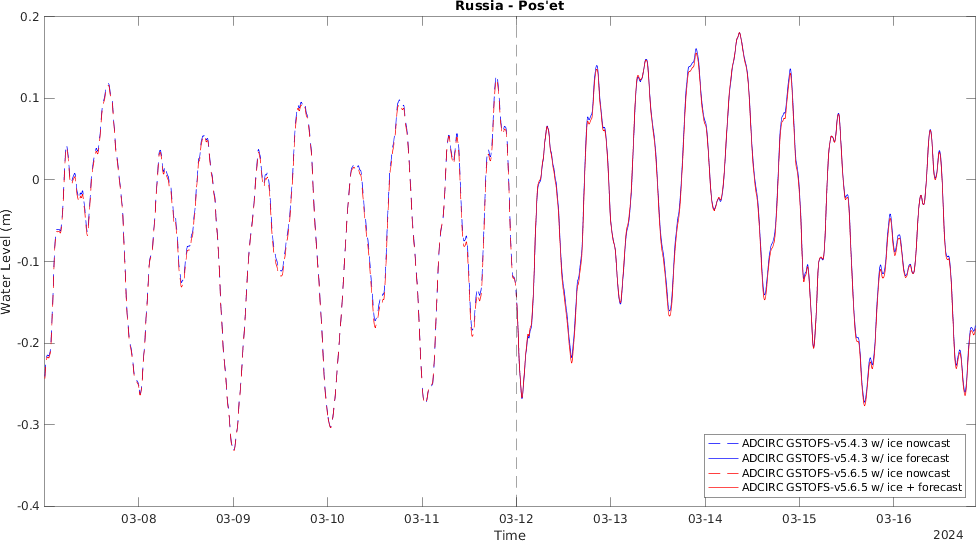 Russia - Pos'et
Water Level (m)
0.2
0.1
0
-0.1
-0.2
-0.3
-0.4
ADCIRC GSTOFS-v5.4.3 w/ ice nowcast
ADCIRC GSTOFS-v5.4.3 w/ ice forecast
ADCIRC GSTOFS-v5.6.5 w/ ice nowcast
ADCIRC GSTOFS-v5.6.5 w/ ice + forecast
03-08 03-09 03-10 03-11 03-12 03-13 03-14 03-15 03-16
Time
2024